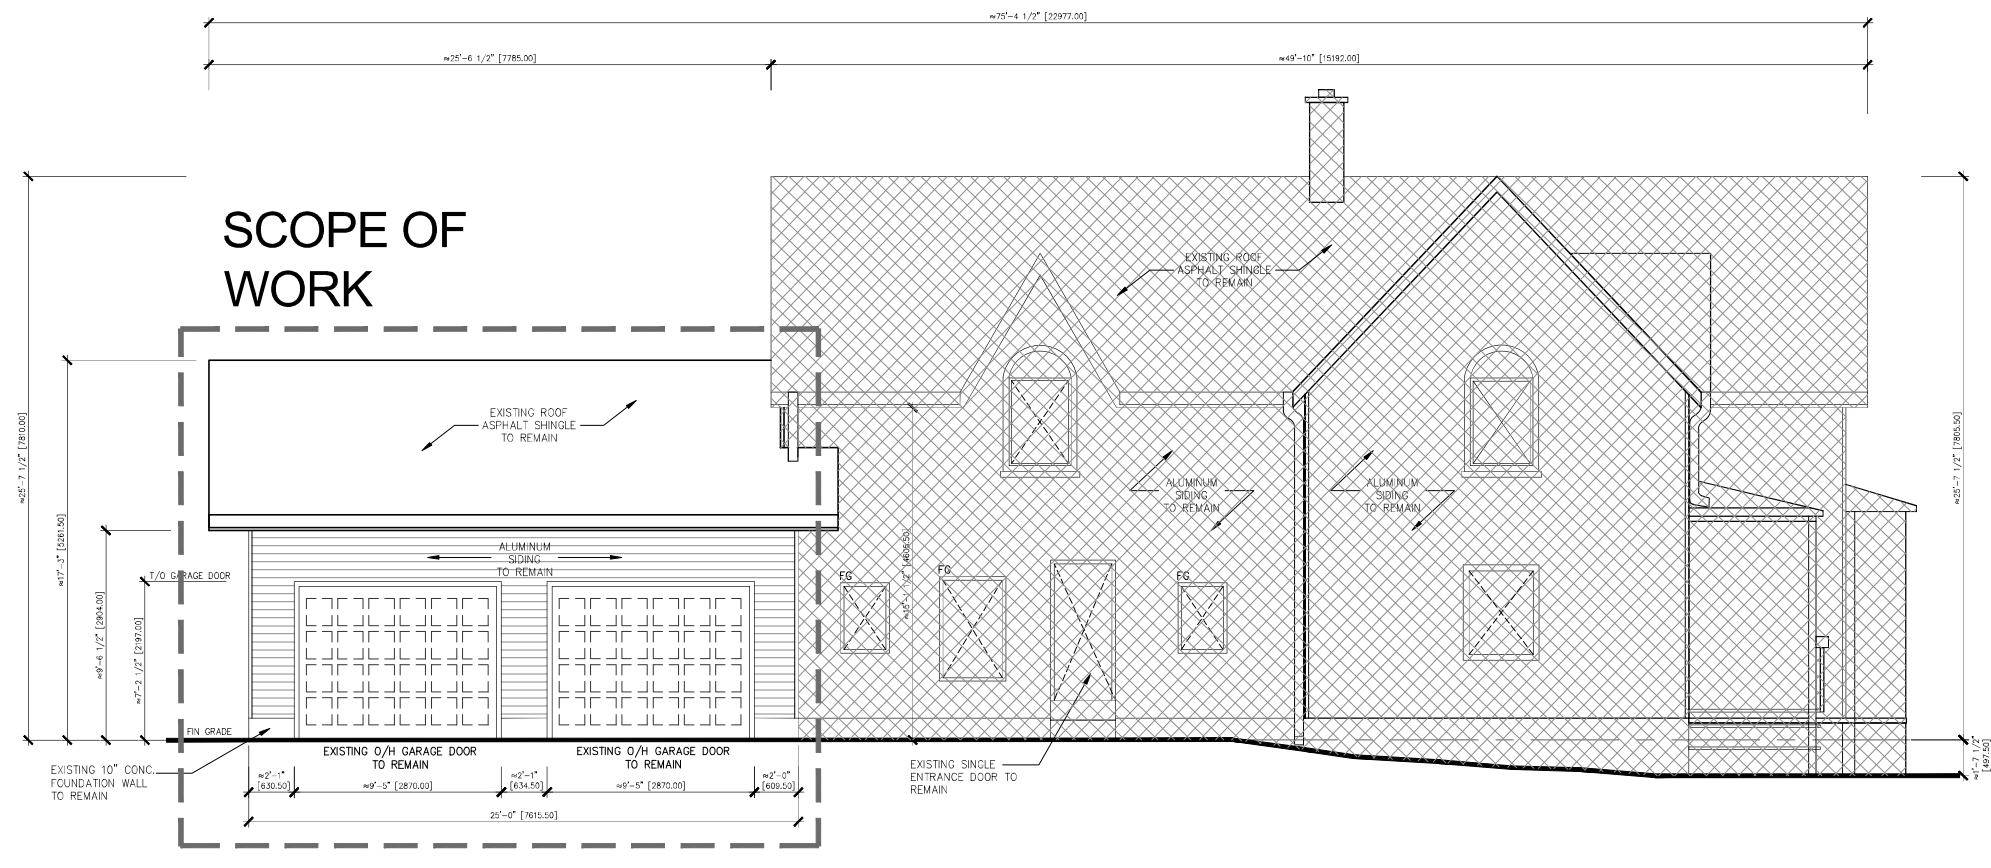 ≈75'-4 1/2" [22977.00]
≈25'-6 1/2" [7785.00]
≈49'-10" [15192.00]
SCOPE OF
WORK
EXISTING ROOF
ASPHALT SHINGLE
TO REMAIN
EXISTING ROOF
ASPHALT SHINGLE
TO REMAIN
≈25'-7 1/2" [7810.00]
≈17'-3" [5261.50]
≈9'-6 1/2" [2904.00]
≈7'-2 1/2" [2197.00]
T/O GARAGE DOOR
ALUMINUM
SIDING
TO REMAIN
ALUMINUM
SIDING
TO REMAIN
ALUMINUM
SIDING
TO REMAIN
≈15'-1 1/2" [4605.50]
FG
FG
FG
≈25'-7 1/2" [7805.50]
≈1'-7 1/2"
[497.50]
FIN GRADE
EXISTING 10" CONC.
FOUNDATION WALL
TO REMAIN
EXISTING O/H GARAGE DOOR
TO REMAIN
EXISTING O/H GARAGE DOOR
TO REMAIN
EXISTING SINGLE
ENTRANCE DOOR TO
REMAIN
≈2'-1"
[630.50]
≈9'-5" [2870.00]
≈2'-1"
[634.50]
≈9'-5" [2870.00]
≈2'-0"
[609.50]
25'-0" [7615.50]